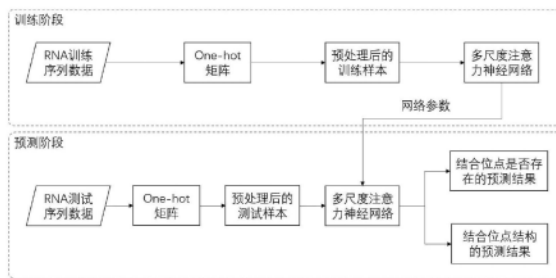 训练阶段
RNA训练
序列数据
One-hot
矩阵
预处理后的
训练样本
多尺度注意
力神经网络
网络参数
预测阶段
RNA测试
序列数据
One-hot
矩阵
预处理后的
测试样本
多尺度注意
力神经网络
结合位点是否存
在的预测结果
结合位点结构
的预测结果